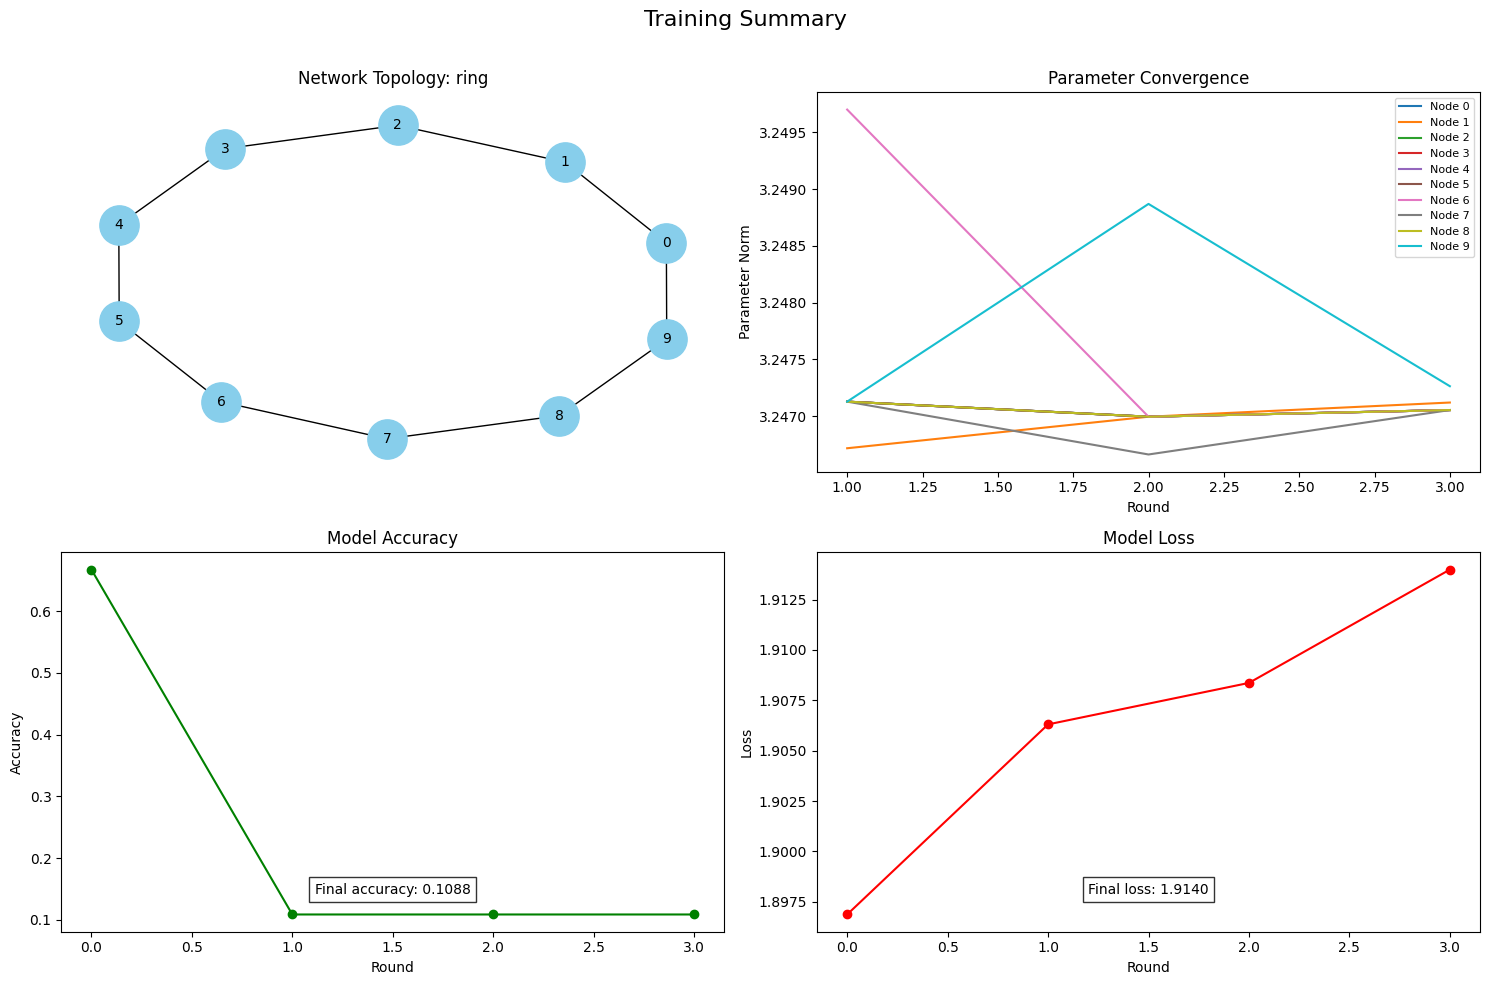 Training Summary
Network Topology: ring
2
3
1
4
0
5
9
6
8
7
Parameter Convergence
Parameter Norm
3.2495
3.2490
3.2485
3.2480
3.2475
3.2470
Node 0
Node 1
Node 2
Node 3
Node 4
Node 5
Node 6
Node 7
Node 8
Node 9
1.00 1.25 1.50 1.75 2.00 2.25 2.50 2.75 3.00
Round
Model Accuracy
Accuracy
0.6
0.5
0.4
0.3
0.2
0.1
Final accuracy: 0.1088
0.0 0.5 1.0 1.5 2.0 2.5 3.0
Round
Model Loss
Loss
1.9125
1.9100
1.9075
1.9050
1.9025
1.9000
1.8975
Final loss: 1.9140
0.0 0.5 1.0 1.5 2.0 2.5 3.0
Round